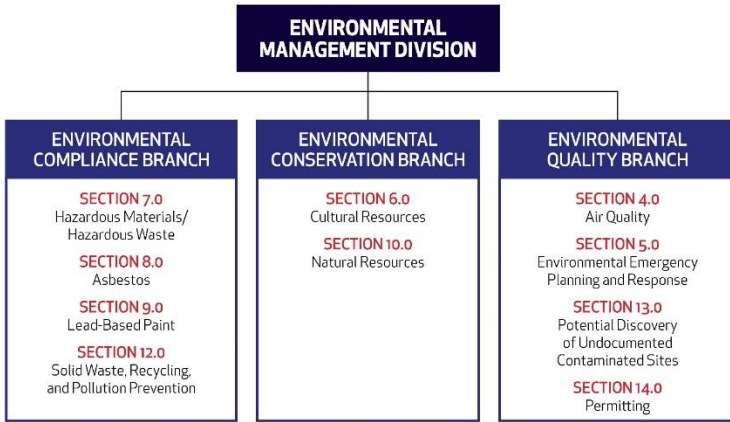 ENVIRONMENTAL
MANAGEMENT DIVISION
ENVIRONMENTAL
COMPLIANCE BRANCH
SECTION 7.0
Hazardous Materials/
Hazardous Waste
SECTION 8.0
Asbestos
SECTION 9.0
Lead-Based Paint
SECTION 12.0
Solid Waste, Recycling,
and Pollution Prevention
ENVIRONMENTAL
CONSERVATION BRANCH
SECTION 6.0
Cultural Resources
SECTION 10.0
Natural Resources
ENVIRONMENTAL
QUALITY BRANCH
SECTION 4.0
Air Quality
SECTION 5.0
Environmental Emergency
Planning and Response
SECTION 13.0
Potential Discovery
of Undocumented
Contaminated Sites
SECTION 14.0
Permitting